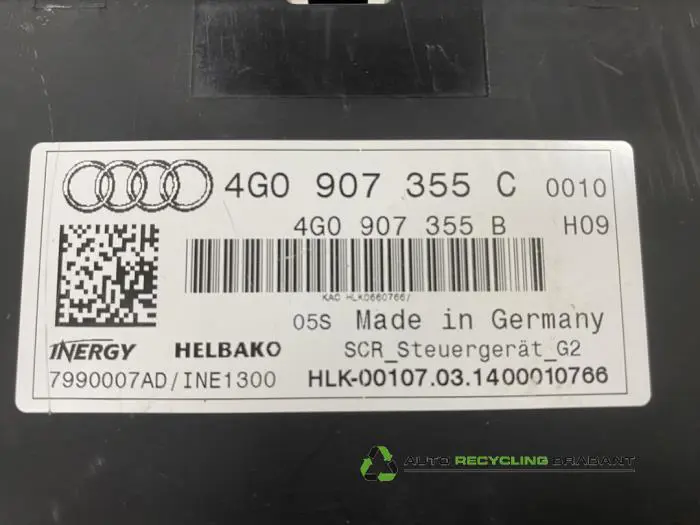 4G0 907 355 C 0010
4G0 907 355 B H09
KAC HLK0660766/
05S Made in Germany
INERGY HELBAKO SCR_Steuergerät_G2
7990007AD/INE1300 HLK-00107.03.1400010766
AUTO RECYCLING BRABANT